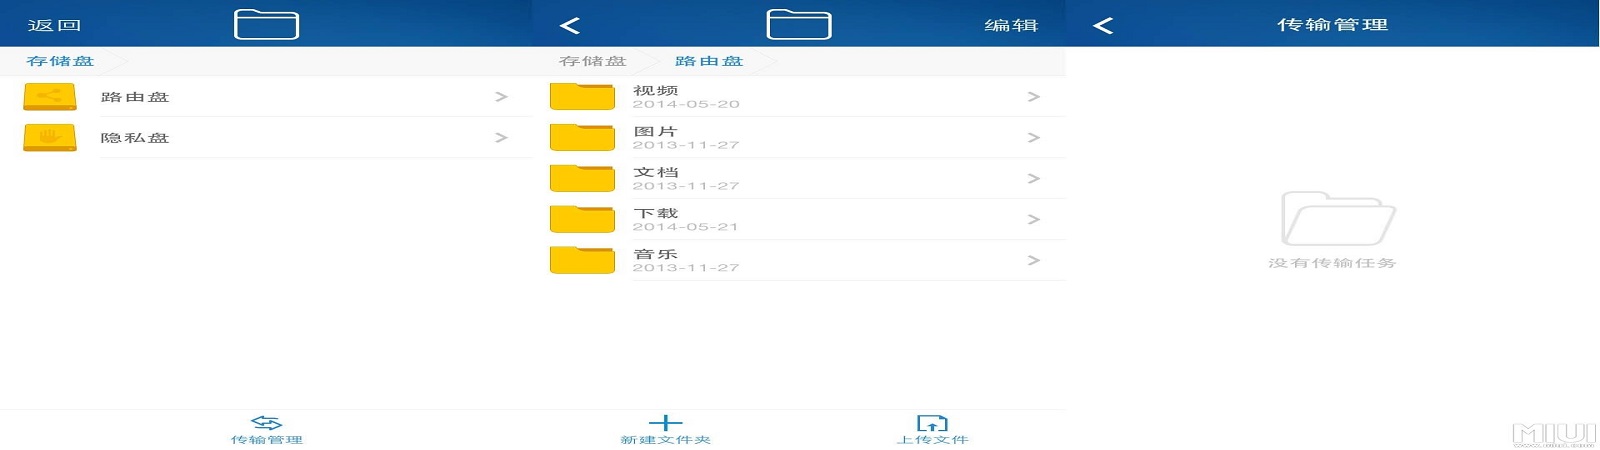 返回
存储盘
路由盘
隐私盘
传输管理
编辑
存储盘
路由盘
视频
2014-05-20
图片
2013-11-27
文档
2013-11-27
下载
2014-05-21
音乐
2013-11-27
新建文件夹
上传文件
传输管理
没有传输任务
MIUI
www.miui.com